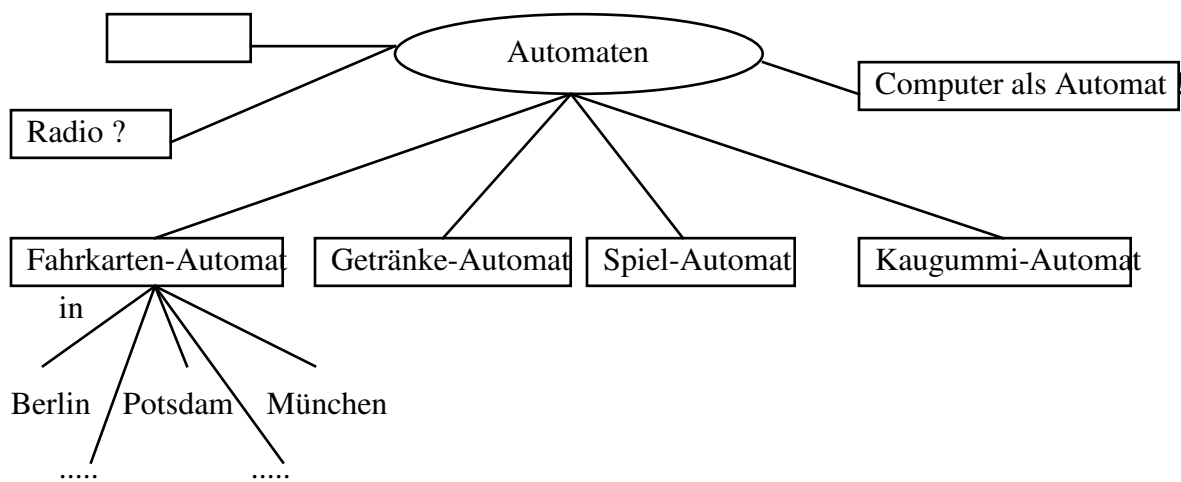 Automaten
Computer als Automat !
Radio ?
Fahrkarten-Automat
Getränke-Automat
Spiel-Automat
Kaugummi-Automat
in
Berlin
Potsdam
München
.....
.....